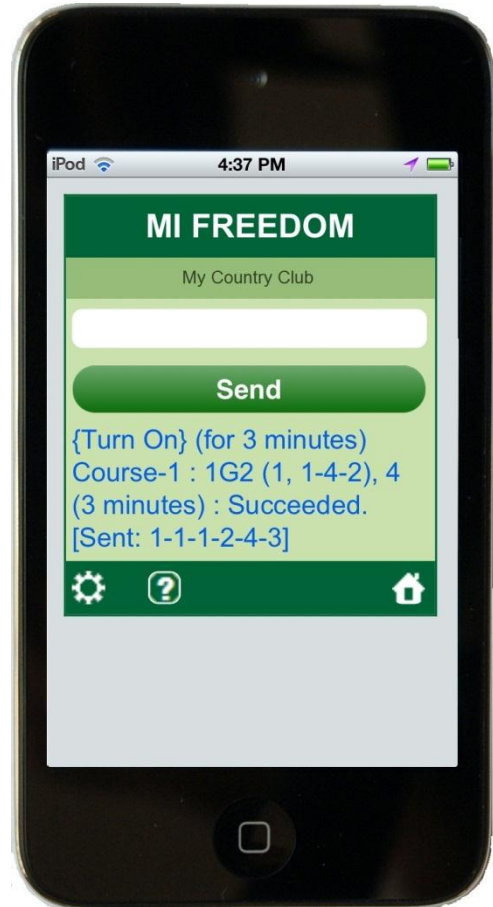 iPod 4:37 PM
MI FREEDOM
My Country Club
Send
{Turn On} (for 3 minutes)
Course-1 : 1G2 (1, 1-4-2), 4
(3 minutes) : Succeeded.
[Sent: 1-1-1-2-4-3]
?